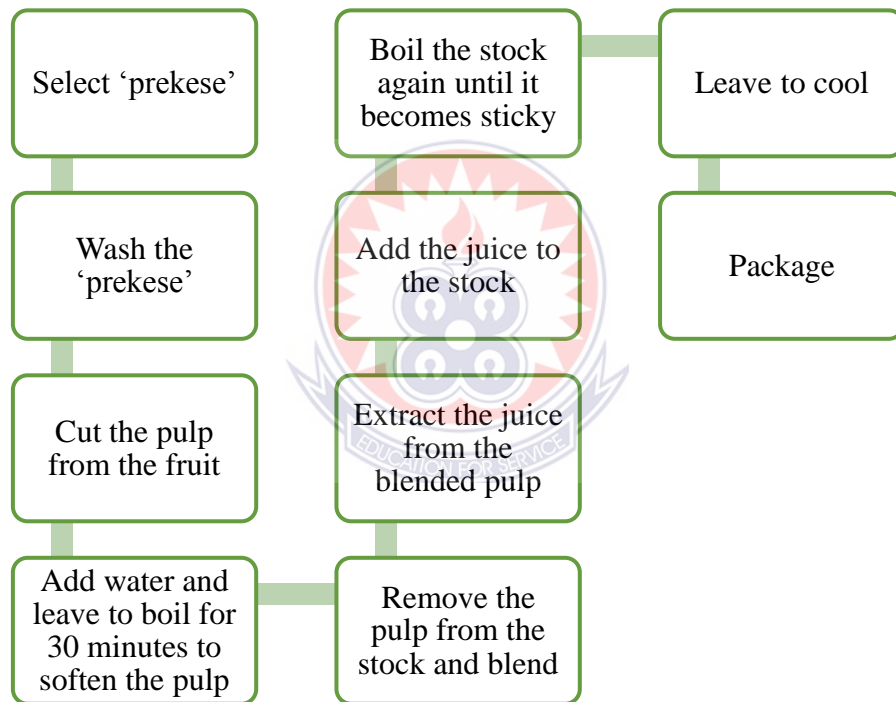 Select ‘prekese’
Wash the
‘prekese’
Cut the pulp
from the fruit
Add water and
leave to boil for
30 minutes to
soften the pulp
Remove the
pulp from the
stock and blend
Extract the juice
from the
blended pulp
Add the juice to
the stock
Boil the stock
again until it
becomes sticky
Leave to cool
Package
EDUCATION FOR SERVICE